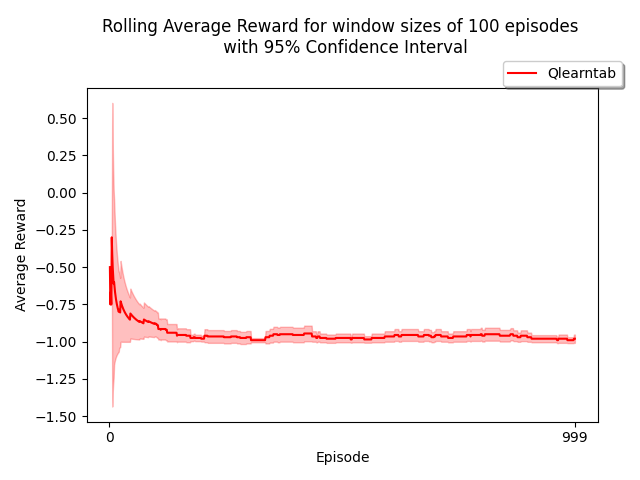 Rolling Average Reward for window sizes of 100 episodes
with 95% Confidence Interval
Qlearntab
0.50
0.25
0.00
−0.25
−0.50
−0.75
−1.00
−1.25
−1.50
Average Reward
0
999
Episode